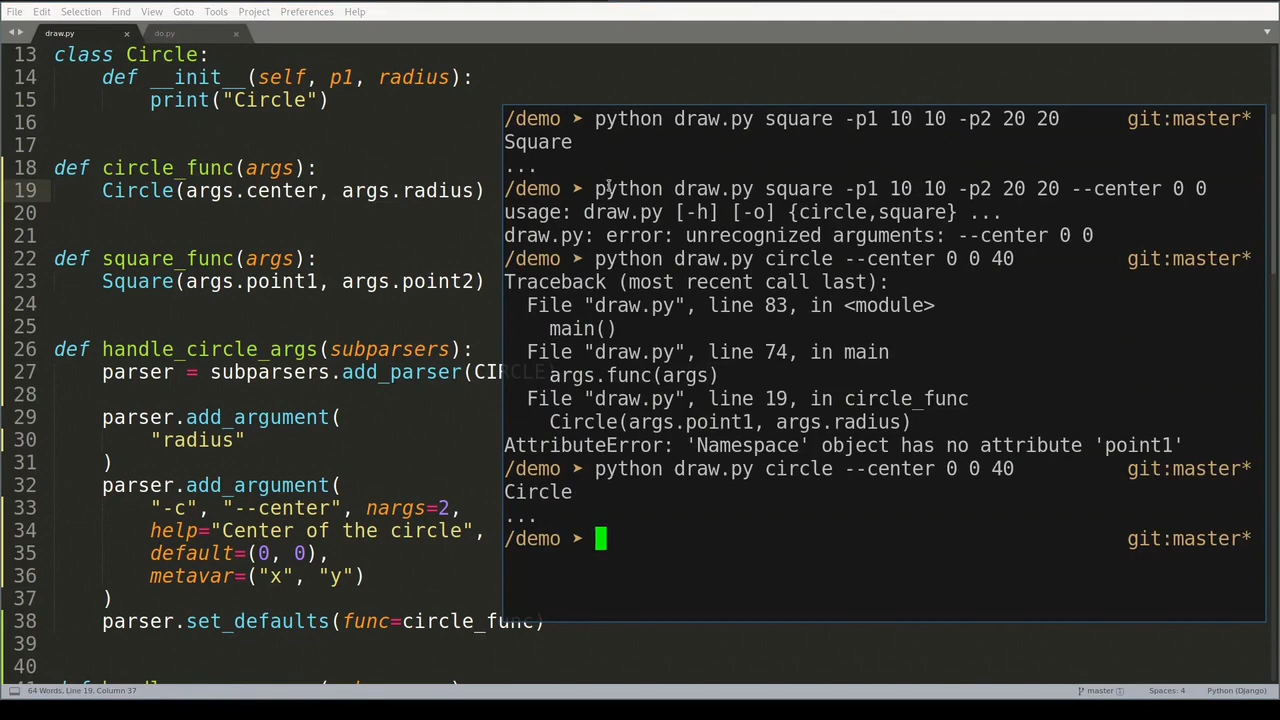 File Edit Selection Find View Goto Tools Project Preferences Help
draw.py × do.py ×
13 class Circle:
14 def __init__(self, p1, radius):
15 print("Circle")
16
17
18 def circle_func(args):
19 Circle(args.center, args.radius)
20
21
22 def square_func(args):
23 Square(args.point1, args.point2)
24
25
26 def handle_circle_args(subparsers):
27 parser = subparsers.add_parser(CIRCLE)
28
29 parser.add_argument(
30 "radius"
31 )
32 parser.add_argument(
33 "-c", "--center", nargs=2,
34 help="Center of the circle",
35 default=(0, 0),
36 metavar=("x", "y")
37 )
38 parser.set_defaults(func=circle_func)
39
40
/demo ➤ python draw.py square -p1 10 10 -p2 20 20 git:master*
Square
...
/demo ➤ python draw.py square -p1 10 10 -p2 20 20 --center 0 0
usage: draw.py [-h] [-o] {circle,square} ...
draw.py: error: unrecognized arguments: --center 0 0
/demo ➤ python draw.py circle --center 0 0 40 git:master*
Traceback (most recent call last):
File "draw.py", line 83, in <module>
main()
File "draw.py", line 74, in main
args.func(args)
File "draw.py", line 19, in circle_func
Circle(args.point1, args.radius)
AttributeError: 'Namespace' object has no attribute 'point1'
/demo ➤ python draw.py circle --center 0 0 40 git:master*
Circle
...
/demo ➤ git:master*
64 Words, Line 19, Column 37 master 1 Spaces: 4 Python (Django)